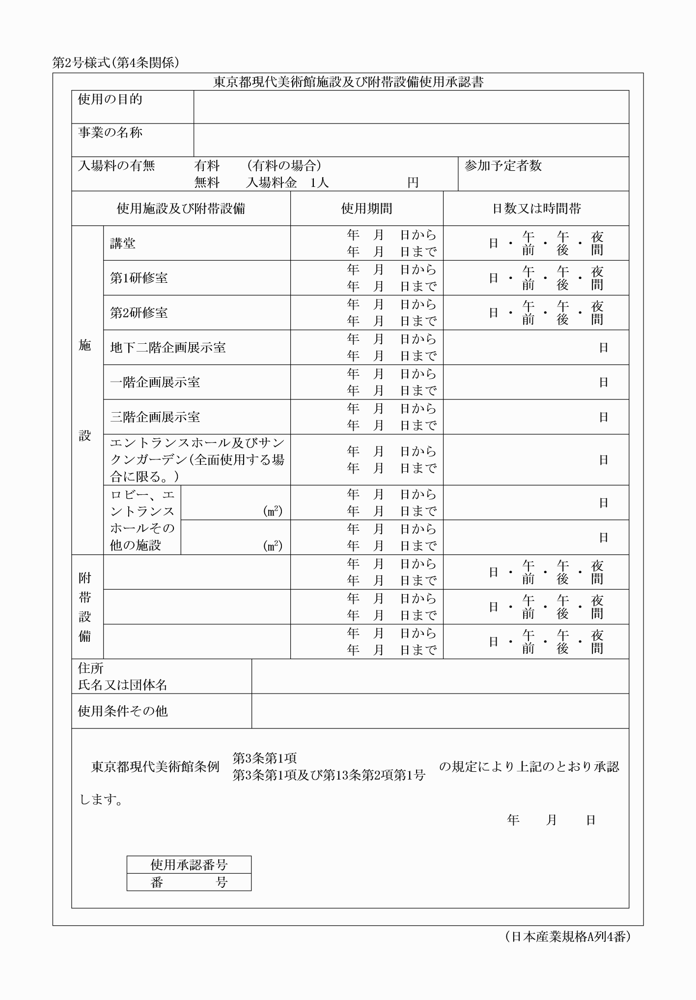 第2号様式(第4条関係)
東京都現代美術館施設及び附帯設備使用承認書
使用の目的
事業の名称
入場料の有無 有料 (有料の場合) 参加予定者数
無料 入場料金 1人 円
使用施設及び附帯設備 使用期間 日数又は時間帯
施設
講堂 年 月 日から 日・午前・午後・夜間
年 月 日まで
第1研修室 年 月 日から 日・午前・午後・夜間
年 月 日まで
第2研修室 年 月 日から 日・午前・午後・夜間
年 月 日まで
地下二階企画展示室 年 月 日から 日
年 月 日まで
一階企画展示室 年 月 日から 日
年 月 日まで
三階企画展示室 年 月 日から 日
年 月 日まで
エントランスホール及びサン
クンガーデン(全面使用する場
合に限る。)
年 月 日から 日
年 月 日まで
ロビー、エ
ントランス
ホールその
他の施設
(m²) 年 月 日から 日
年 月 日まで
(m²) 年 月 日から 日
年 月 日まで
附帯設備
年 月 日から 日・午前・午後・夜間
年 月 日まで
年 月 日から 日・午前・午後・夜間
年 月 日まで
年 月 日から 日・午前・午後・夜間
年 月 日まで
住所
氏名又は団体名
使用条件その他
東京都現代美術館条例 第3条第1項
第3条第1項及び第13条第2項第1号 の規定により上記のとおり承認
します。
年 月 日
使用承認番号
番 号
(日本産業規格A列4番)